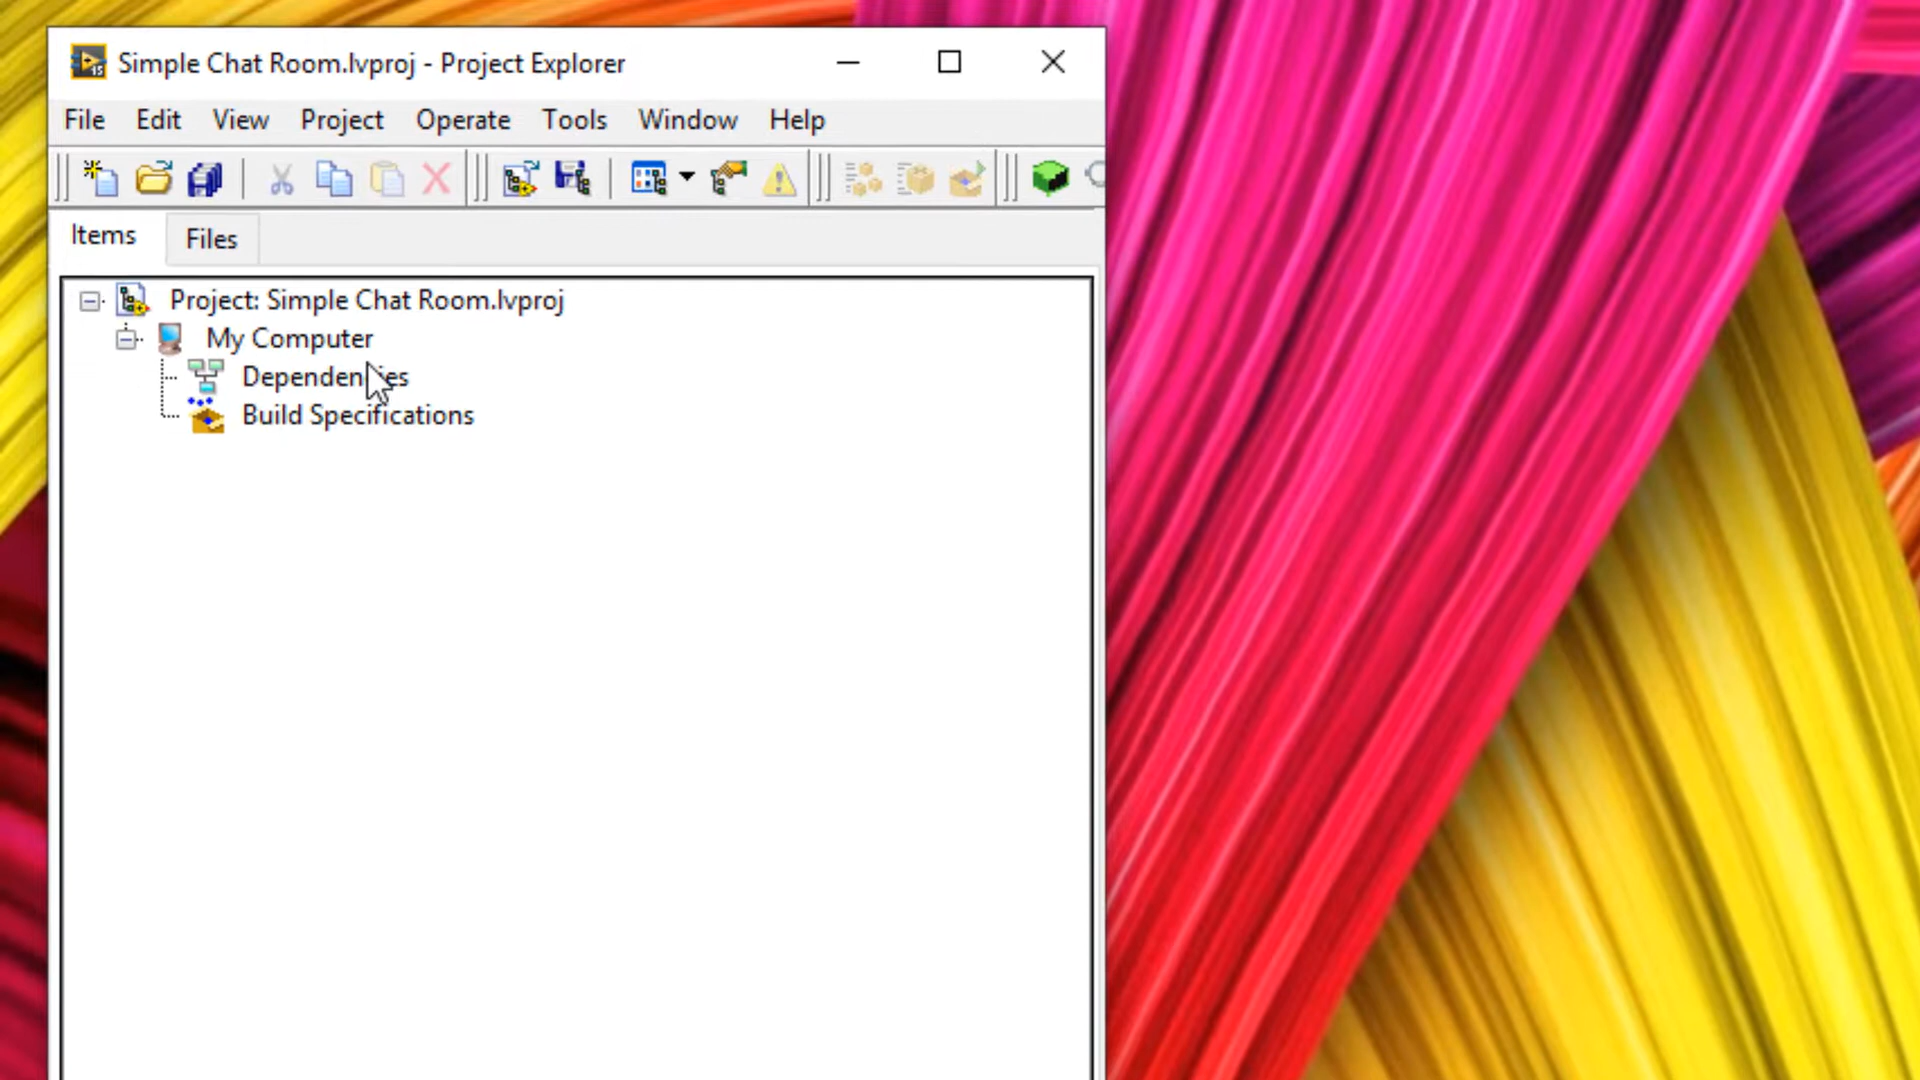 Simple Chat Room.lvproj - Project Explorer
File Edit View Project Operate Tools Window Help
Items Files
Project: Simple Chat Room.lvproj
My Computer
Dependencies
Build Specifications